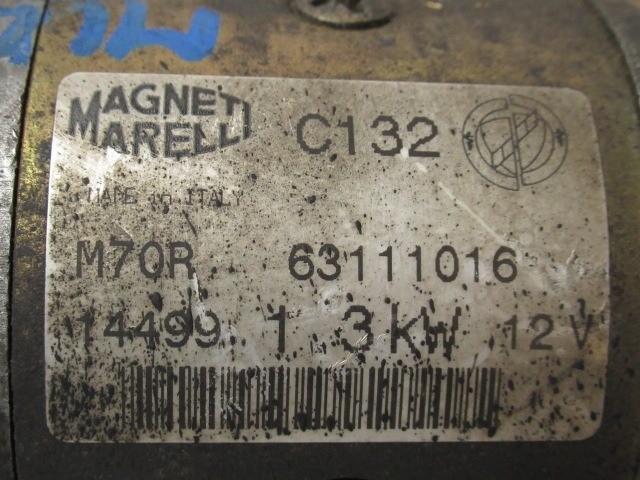 MAGNETI
MARELLI
C132
MADE IN ITALY
M70R 63111016
14499 1 3KW 12V